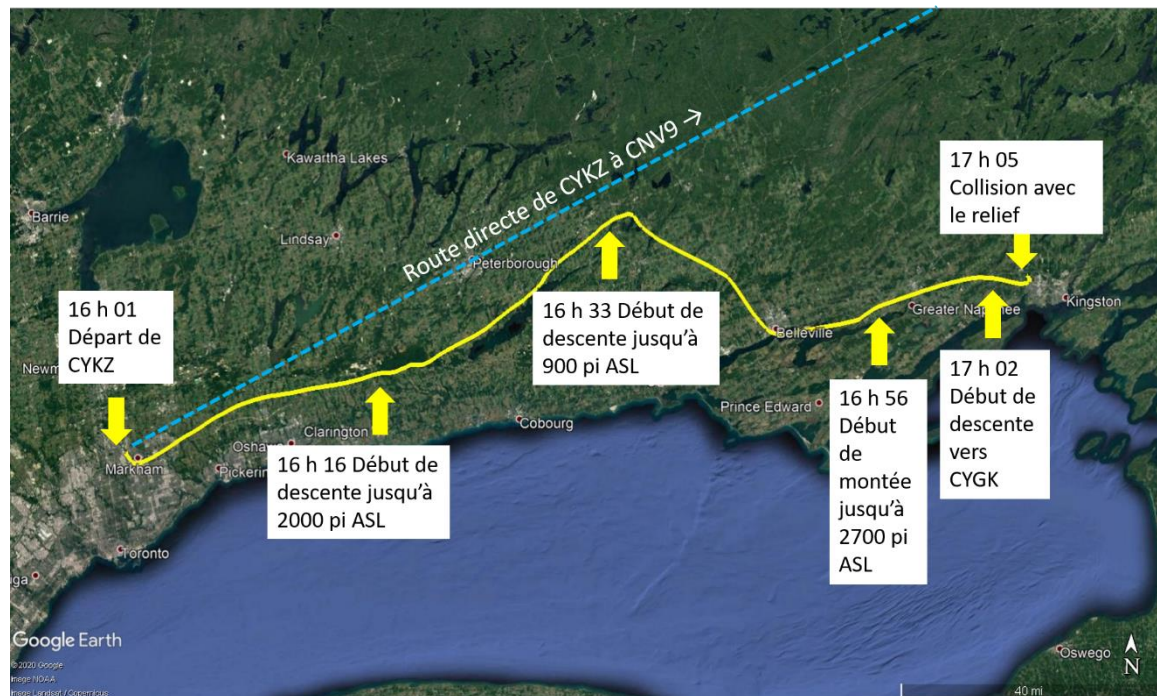 Route directe de CYKZ à CNV9 →
Kawartha Lakes
Barrie
Lindsay
Peterborough
17 h 05
Collision avec
le relief
16 h 01
Départ de
CYKZ
16 h 33 Début de
descente jusqu’à
900 pi ASL
Greater Napanee
Kingston
Belleville
Markham
16 h 16 Début de
descente jusqu’à
2000 pi ASL
Clarington
Cobourg
Prince Edward
16 h 56
Début
de
montée
jusqu’à
2700 pi
ASL
17 h 02
Début de
descente
vers
CYGK
Toronto
Google Earth
©2020 Google
Image NOAA
Image Landsat / Copernicus
Oswego
N
40 mi